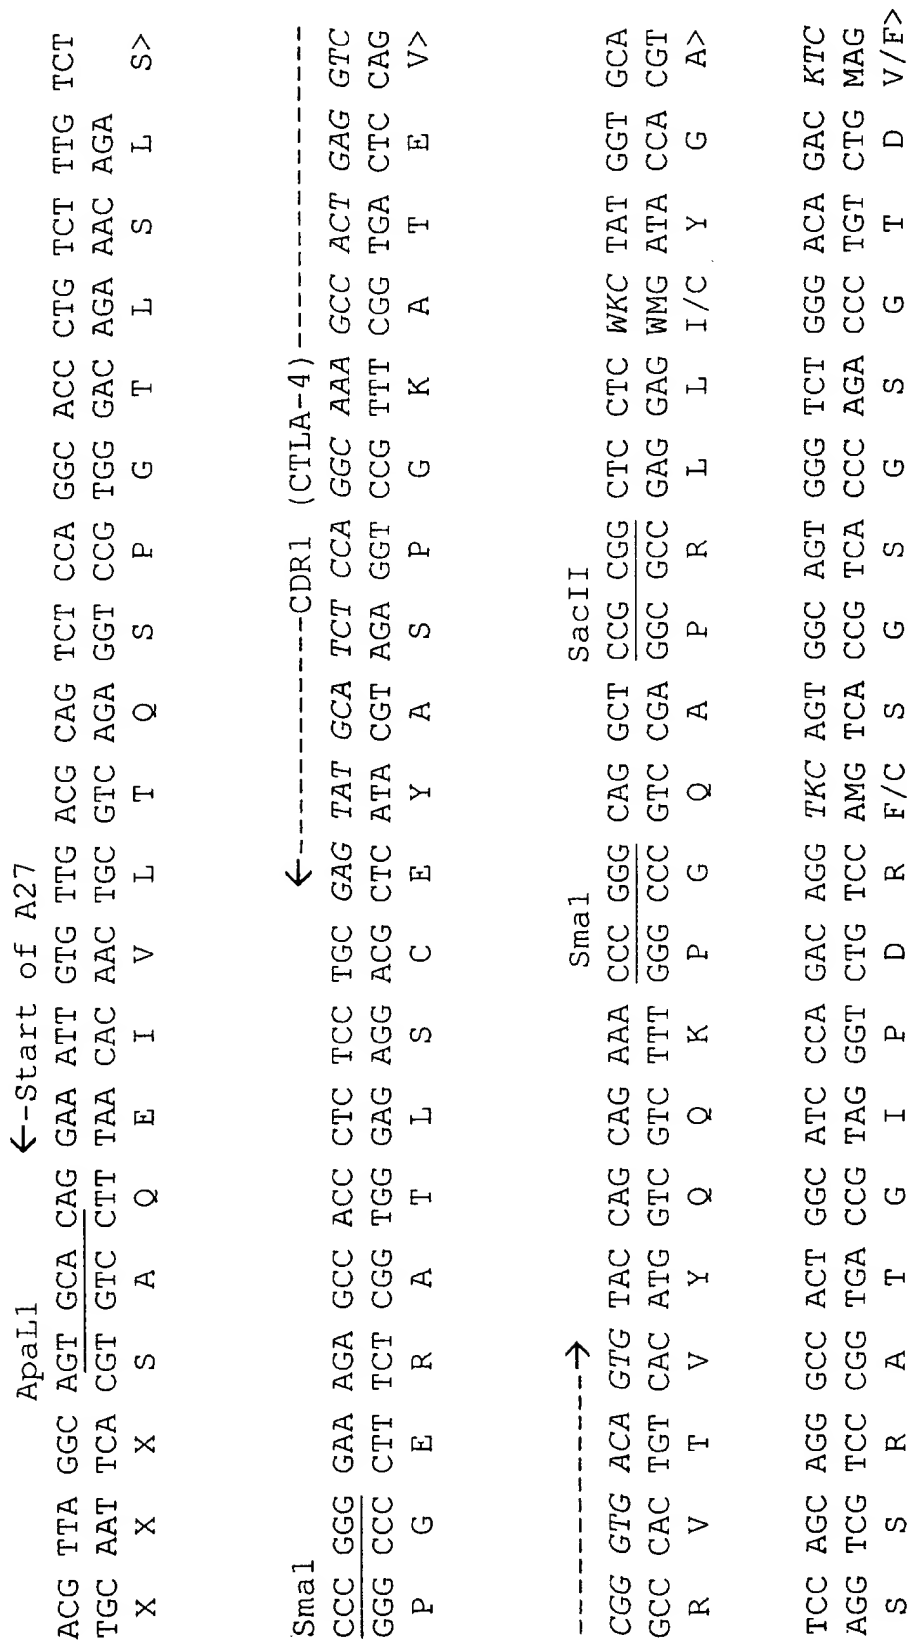 ApaL1 ←-Start of A27
ACG TTA GGC AGT GCA CAG GAA ATT GTG TTG ACG CAG TCT CCA GGC ACC CTG TCT TTG TCT
TGC AAT TCA CGT GTC CTT TAA CAC AAC TGC GTC AGA GGT CCG TGG GAC AGA AAC AGA
X X X S A Q E I V L T Q S P G T L S L S>
Sma1 ←----------CDR1 (CTLA-4)------------------
CCC GGG GAA AGA GCC ACC CTC TCC TGC GAG TAT GCA TCT CCA GGC AAA GCC ACT GAG GTC
GGG CCC CTT TCT CGG TGG GAG AGG ACG CTC ATA CGT AGA GGT CCG TTT CGG TGA CTC CAG
P G E R A T L S C E Y A S P G K A T E V>
-------------→ Sma1 SacII
CGG GTG ACA GTG TAC CAG CAG AAA CCC GGG CAG GCT CCG CGG CTC CTC WKC TAT GGT GCA
GCC CAC TGT CAC ATG GTC GTC TTT GGG CCC GTC CGA GGC GCC GAG GAG WMG ATA CCA CGT
R V T V Y Q Q K P G Q A P R L L I/C Y G A>
TCC AGC AGG GCC ACT GGC ATC CCA GAC AGG TKC AGT GGC AGT GGG TCT GGG ACA GAC KTC
AGG TCG TCC CGG TGA CCG TAG GGT CTG TCC AMG TCA CCG TCA CCC AGA CCC TGT CTG MAG
S S R A T G I P D R F/C S G S G S G T D V/F>